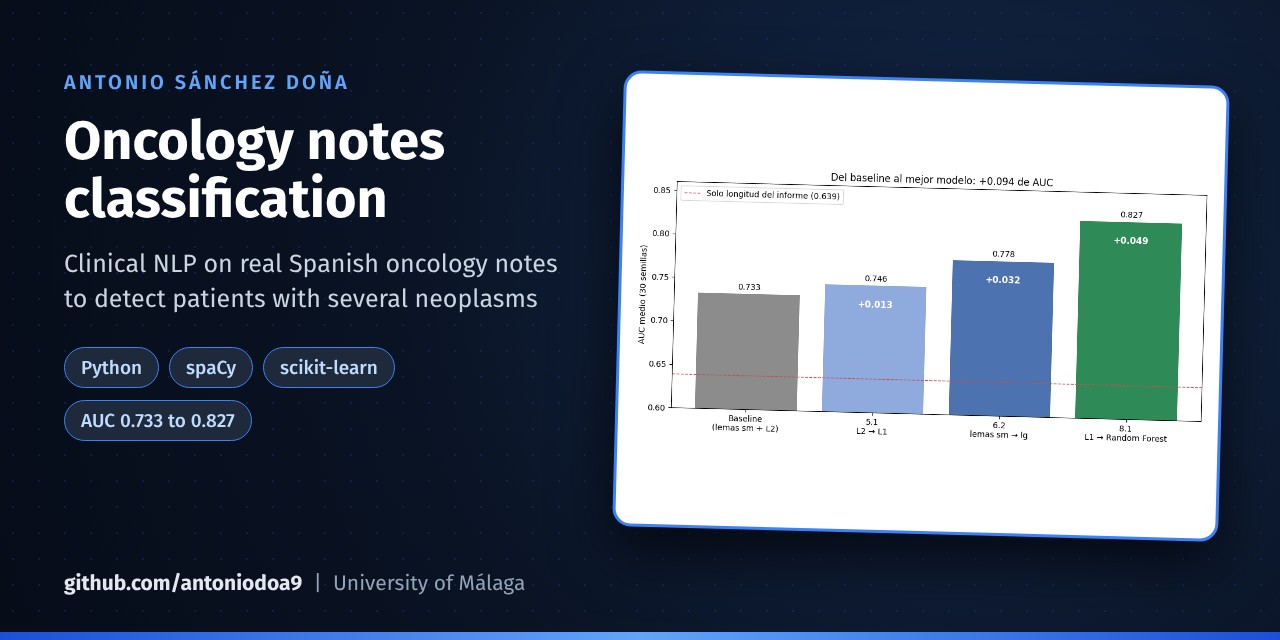 ANTONIO SÁNCHEZ DOÑA
Oncology notes
classification
Clinical NLP on real Spanish oncology notes
to detect patients with several neoplasms
Python
spaCy
scikit-learn
AUC 0.733 to 0.827
github.com/antoniodoa9 | University of Málaga
Del baseline al mejor modelo: +0.094 de AUC
Solo longitud del informe (0.639)
AUC medio (30 semillas)
0.85
0.80
0.75
0.70
0.65
0.60
0.733
0.746
+0.013
0.778
+0.032
0.827
+0.049
Baseline
(lemas sm + L2)
5.1
L2 → L1
6.2
lemas sm → lg
8.1
L1 → Random Forest